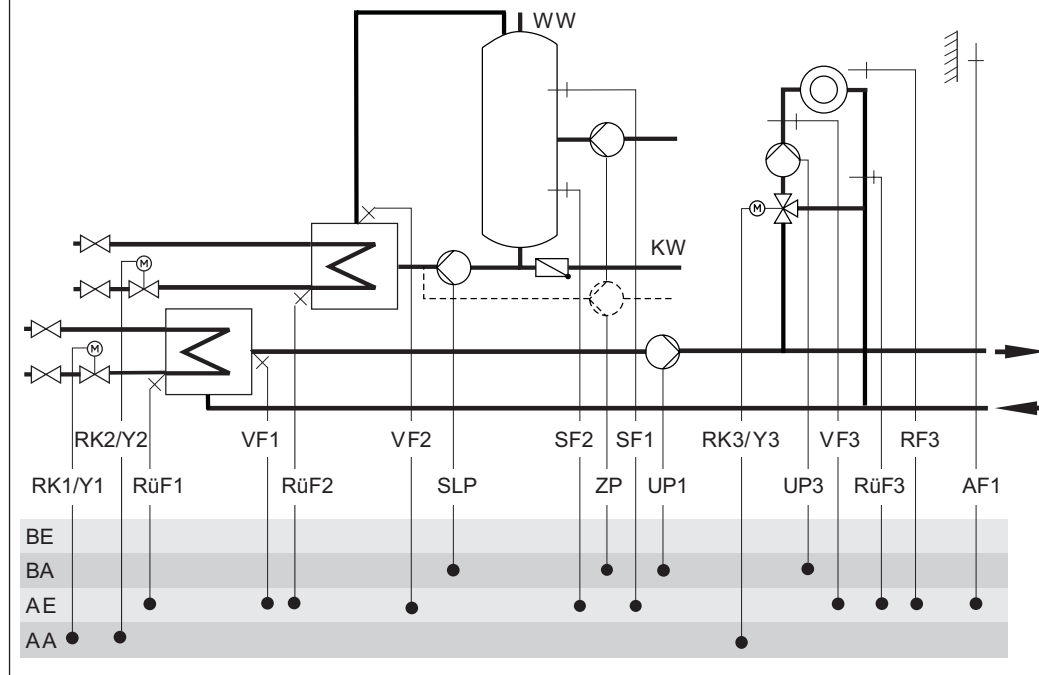 WW
KW
M
M
M
RK2/Y2 VF1 VF2 SF2 SF1 RK3/Y3 VF3 RF3
RK1/Y1 RüF1 RüF2 SLP ZP UP1 UP3 RüF3 AF1
BE
BA
AE
AA